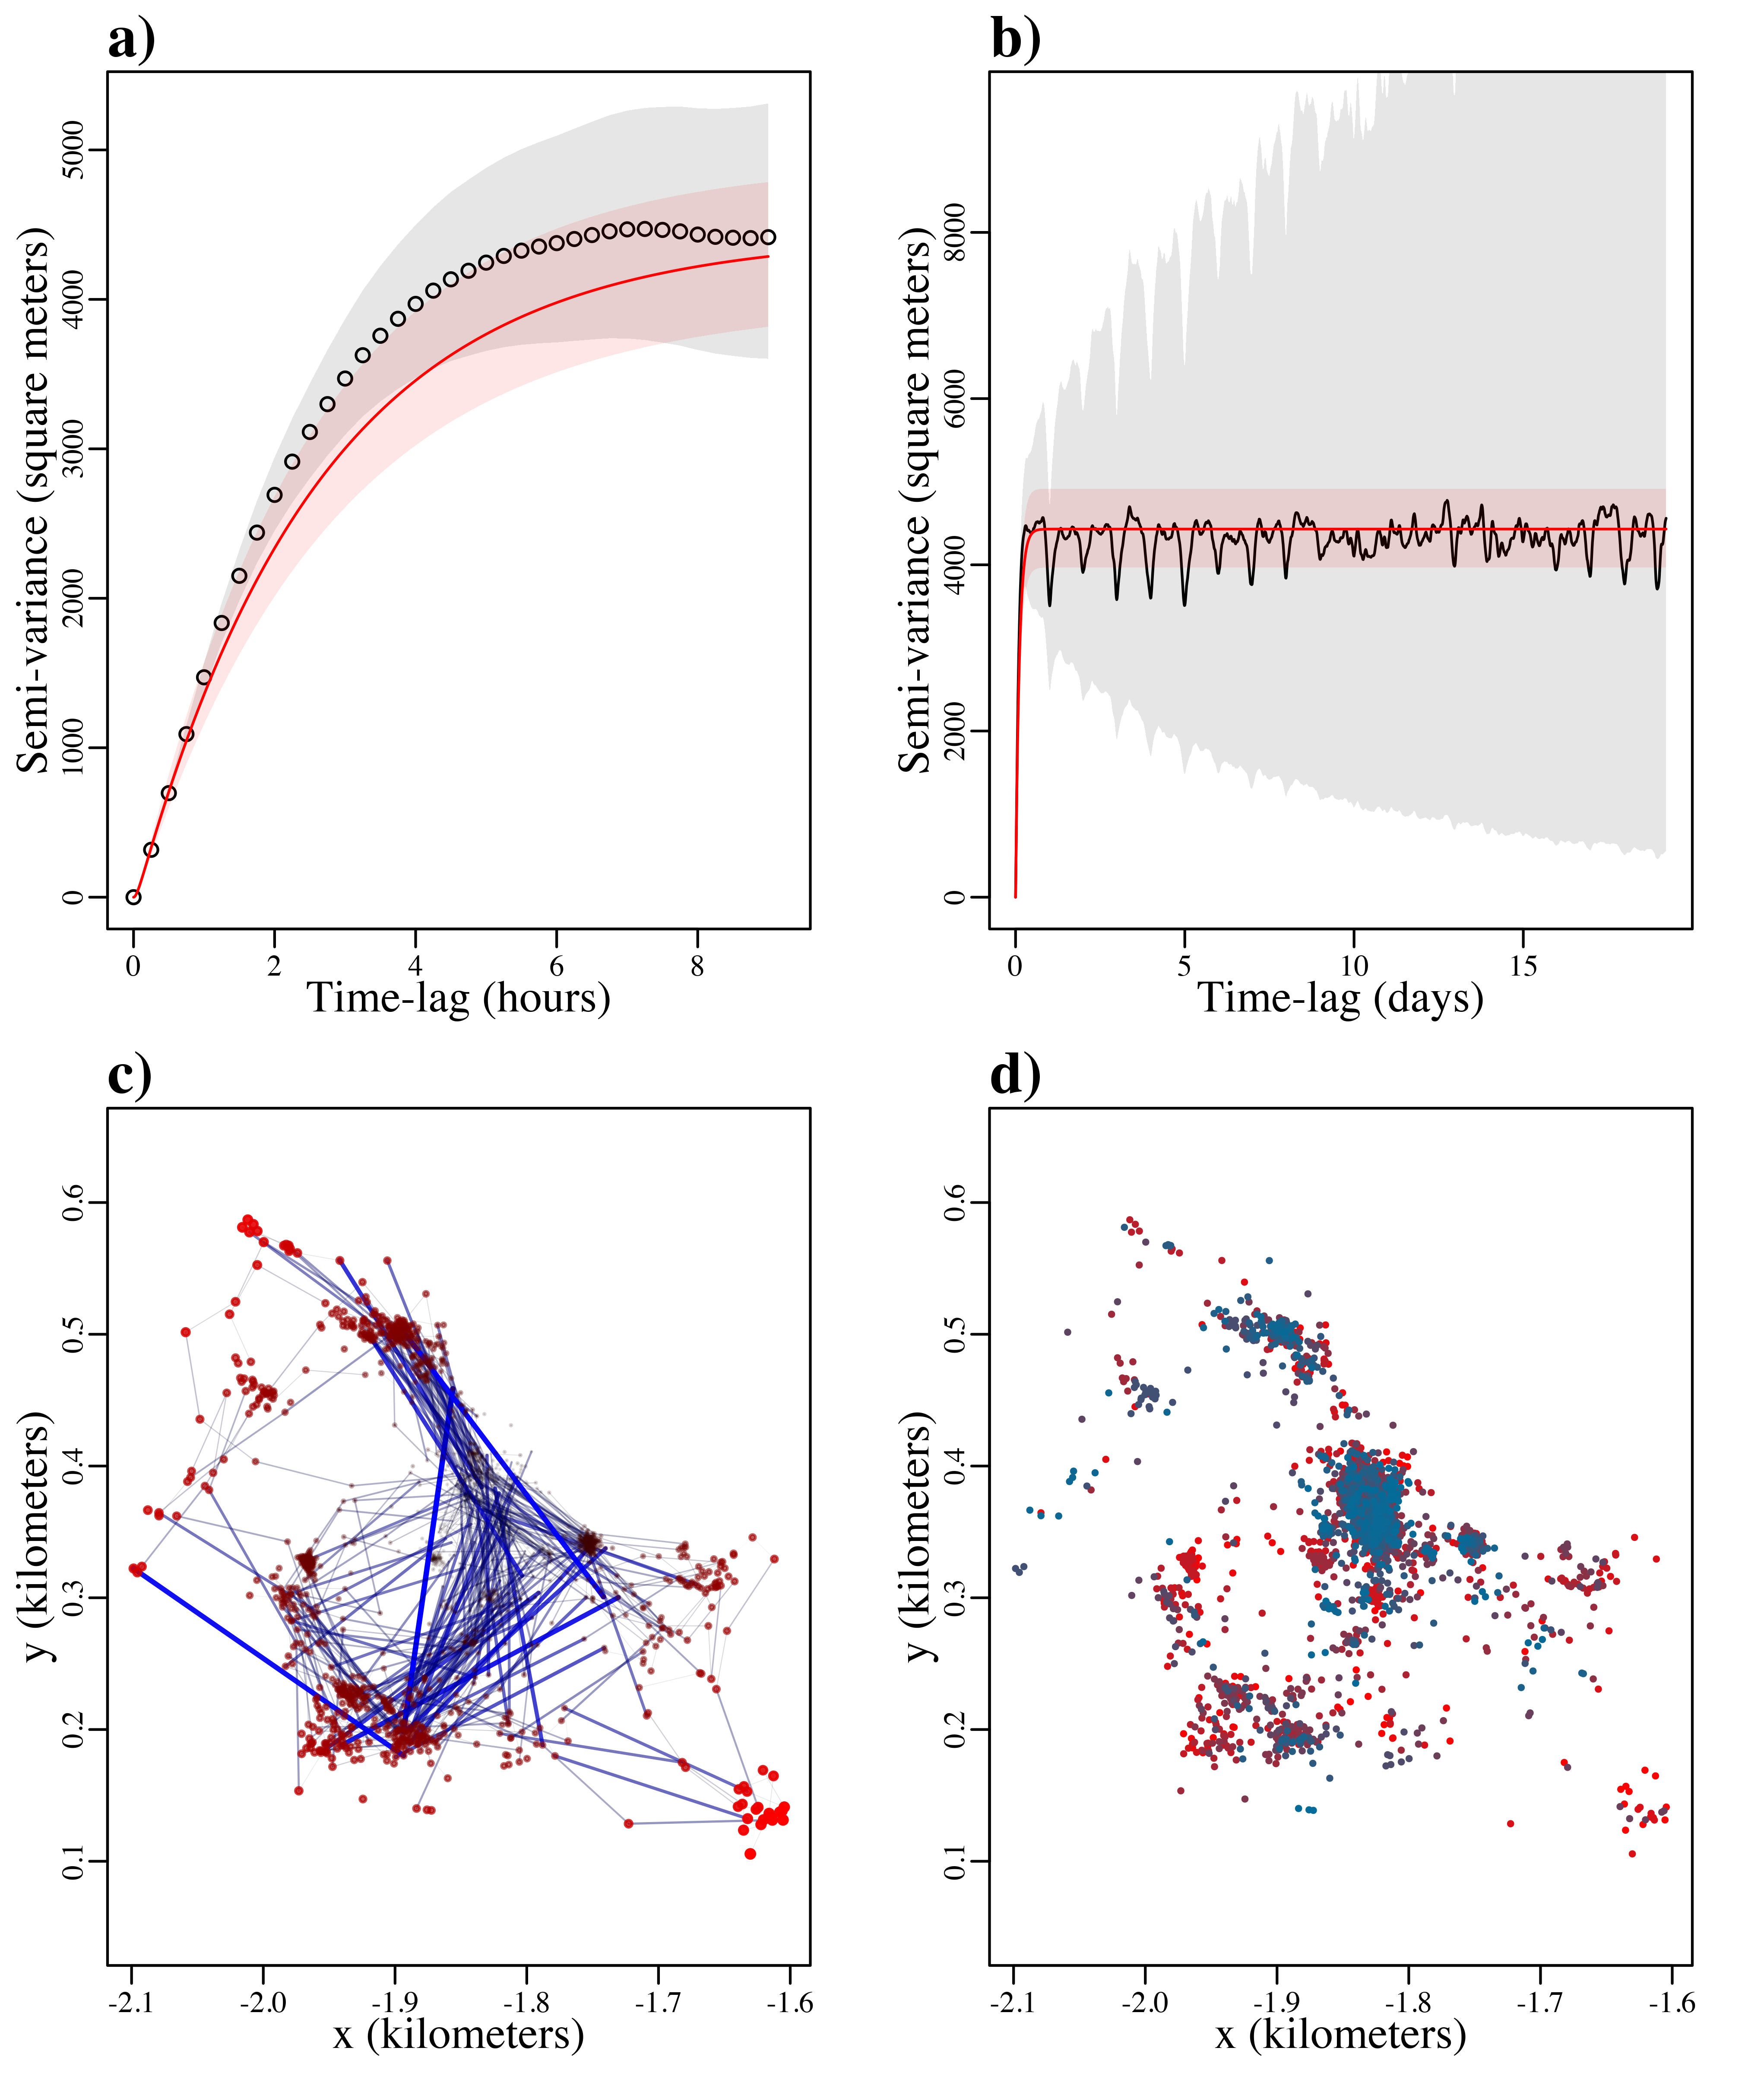 a)
Semi-variance (square meters)
5000
4000
3000
2000
1000
0
0 2 4 6 8
Time-lag (hours)
b)
Semi-variance (square meters)
8000
6000
4000
2000
0
0 5 10 15
Time-lag (days)
c)
y (kilometers)
0.6
0.5
0.4
0.3
0.2
0.1
-2.1 -2.0 -1.9 -1.8 -1.7 -1.6
x (kilometers)
d)
y (kilometers)
0.6
0.5
0.4
0.3
0.2
0.1
-2.1 -2.0 -1.9 -1.8 -1.7 -1.6
x (kilometers)